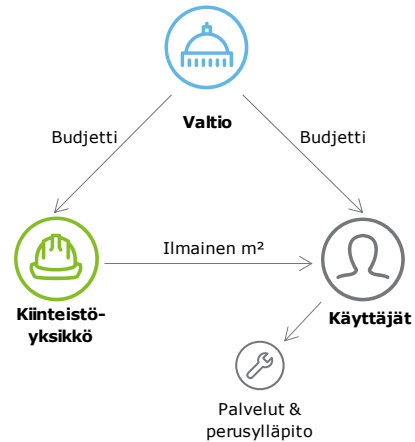 Valtio
Budjetti
Budjetti
Ilmainen m²
Kiinteistö-
yksikkö
Käyttäjät
Palvelut &
perusylläpito